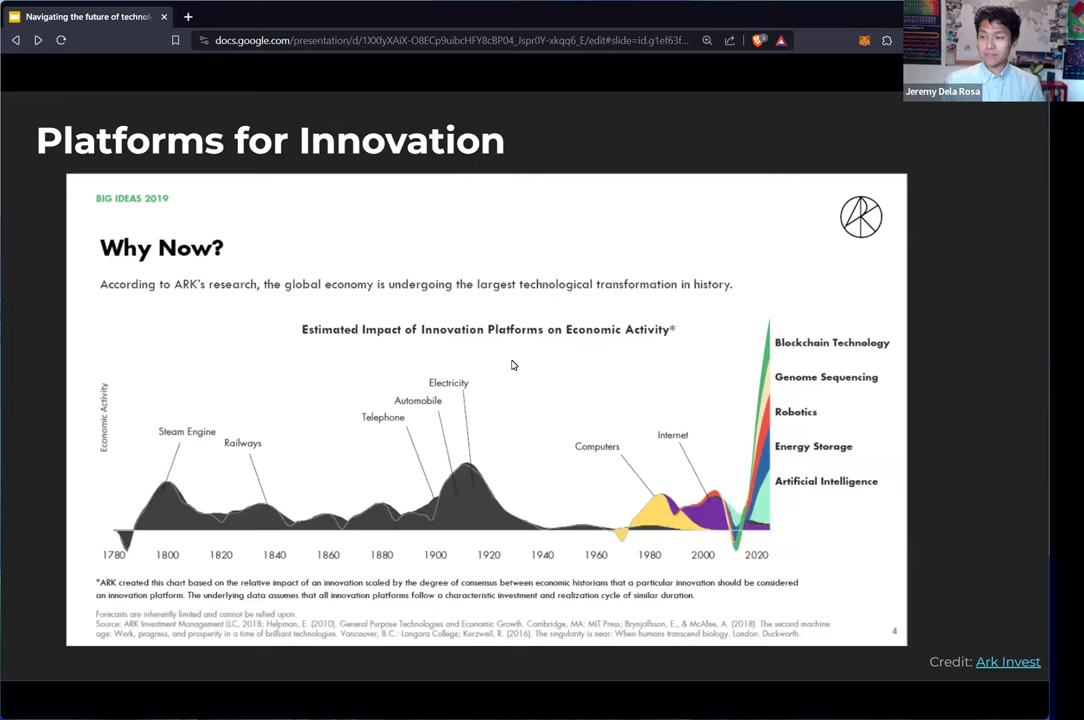 Navigating the future of technol
docs.google.com/presentation/d/1XXfyXAiX-O8ECp9uibcHFY8cBP04_Jspr0Y-xkqq6_E/edit#slide=id.g1ef63f...
Jeremy Dela Rosa
Platforms for Innovation
BIG IDEAS 2019
Why Now?
According to ARK's research, the global economy is undergoing the largest technological transformation in history.
Estimated Impact of Innovation Platforms on Economic Activity*
Blockchain Technology
Genome Sequencing
Robotics
Energy Storage
Artificial Intelligence
Economic Activity
Steam Engine
Railways
Telephone
Automobile
Electricity
Computers
Internet
1780 1800 1820 1840 1860 1880 1900 1920 1940 1960 1980 2000 2020
*ARK created this chart based on the relative impact of an innovation scaled by the degree of consensus between economic historians that a particular innovation should be considered
an innovation platform. The underlying data assumes that all innovation platforms follow a characteristic investment and realization cycle of similar duration.
Forecasts are inherently limited and cannot be relied upon.
Source: ARK Investment Management LLC, 2018; Helpman, E. (2010). General Purpose Technologies and Economic Growth. Cambridge, MA: MIT Press; Brynjolfsson, E., & McAfee, A. (2018). The second machine
age: Work, progress, and prosperity in a time of brilliant technologies. Vancouver, B.C.: Langara College; Kurzweil, R. (2016). The singularity is near: When humans transcend biology. London: Duckworth.
4
Credit: Ark Invest